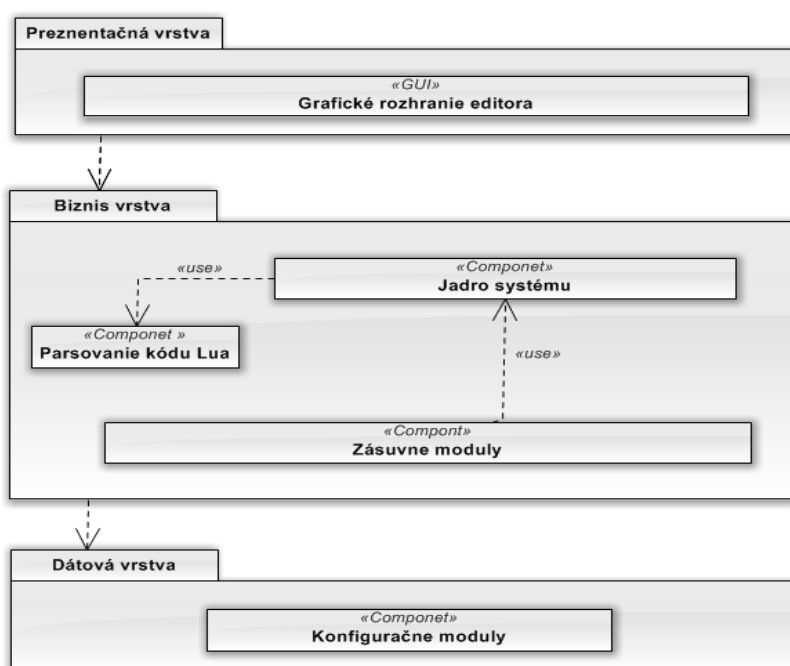 Preznentačná vrstva
«GUI»
Grafické rozhranie editora
Biznis vrstva
«use»
«Componet»
Jadro systému
«Componet »
Parsovanie kódu Lua
«use»
«Compont»
Zásuvne moduly
Dátová vrstva
«Componet»
Konfiguračne moduly